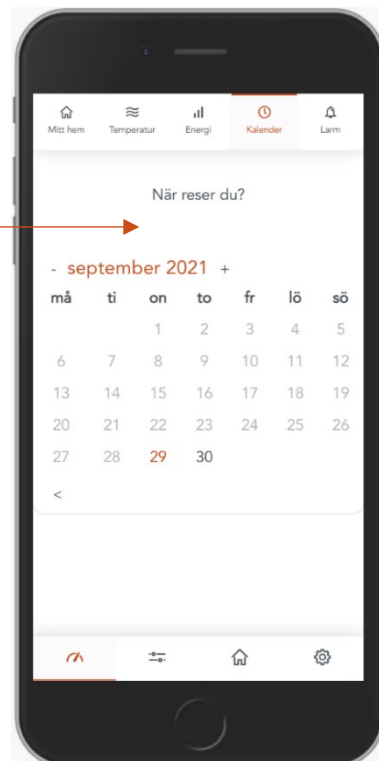 Mitt hem Temperatur Energi Kalender Larm
När reser du?
- september 2021 +
må ti on to fr lö sö
1 2 3 4 5
6 7 8 9 10 11 12
13 14 15 16 17 18 19
20 21 22 23 24 25 26
27 28 29 30
<